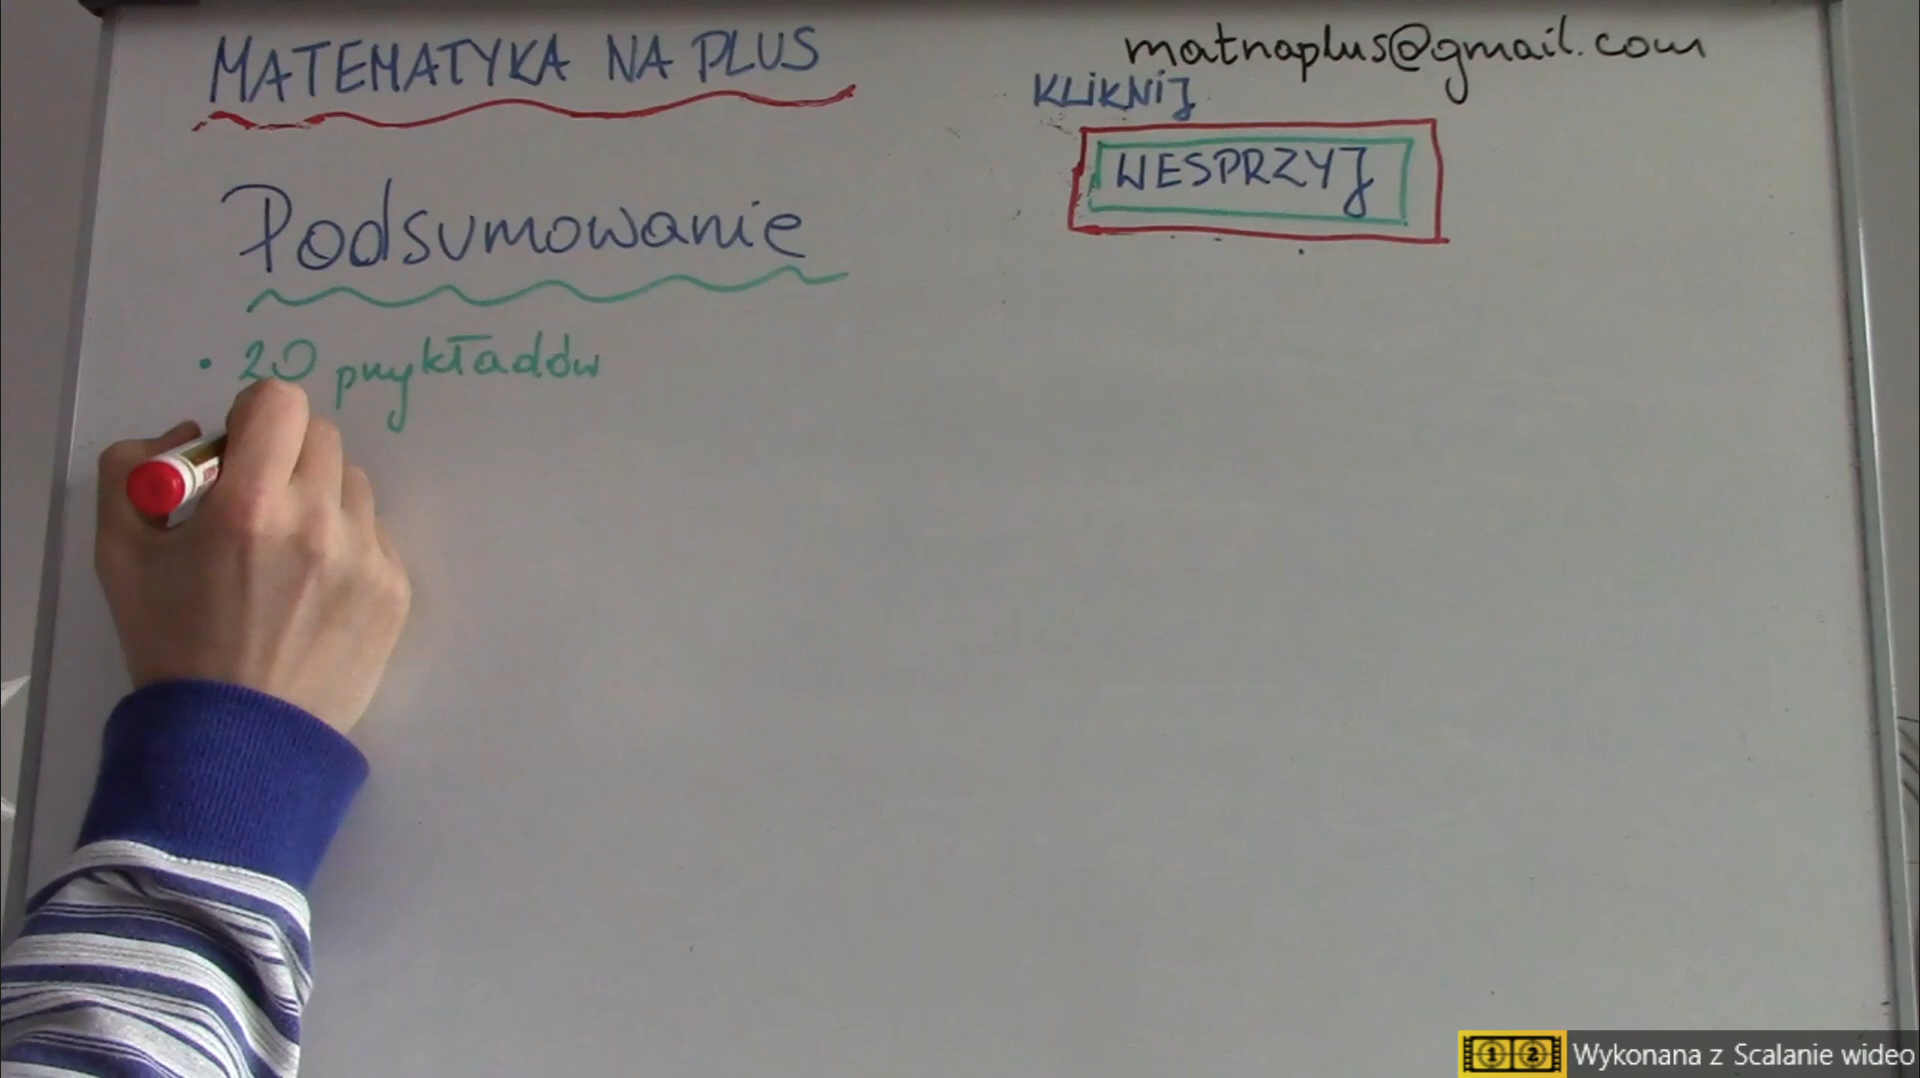 MATEMATYKA NA PLUS
matnaplus@gmail.com
KLiKNiJ
WESPRZYJ
Podsumowanie
• 20 przykładów
Wykonana z Scalanie wideo